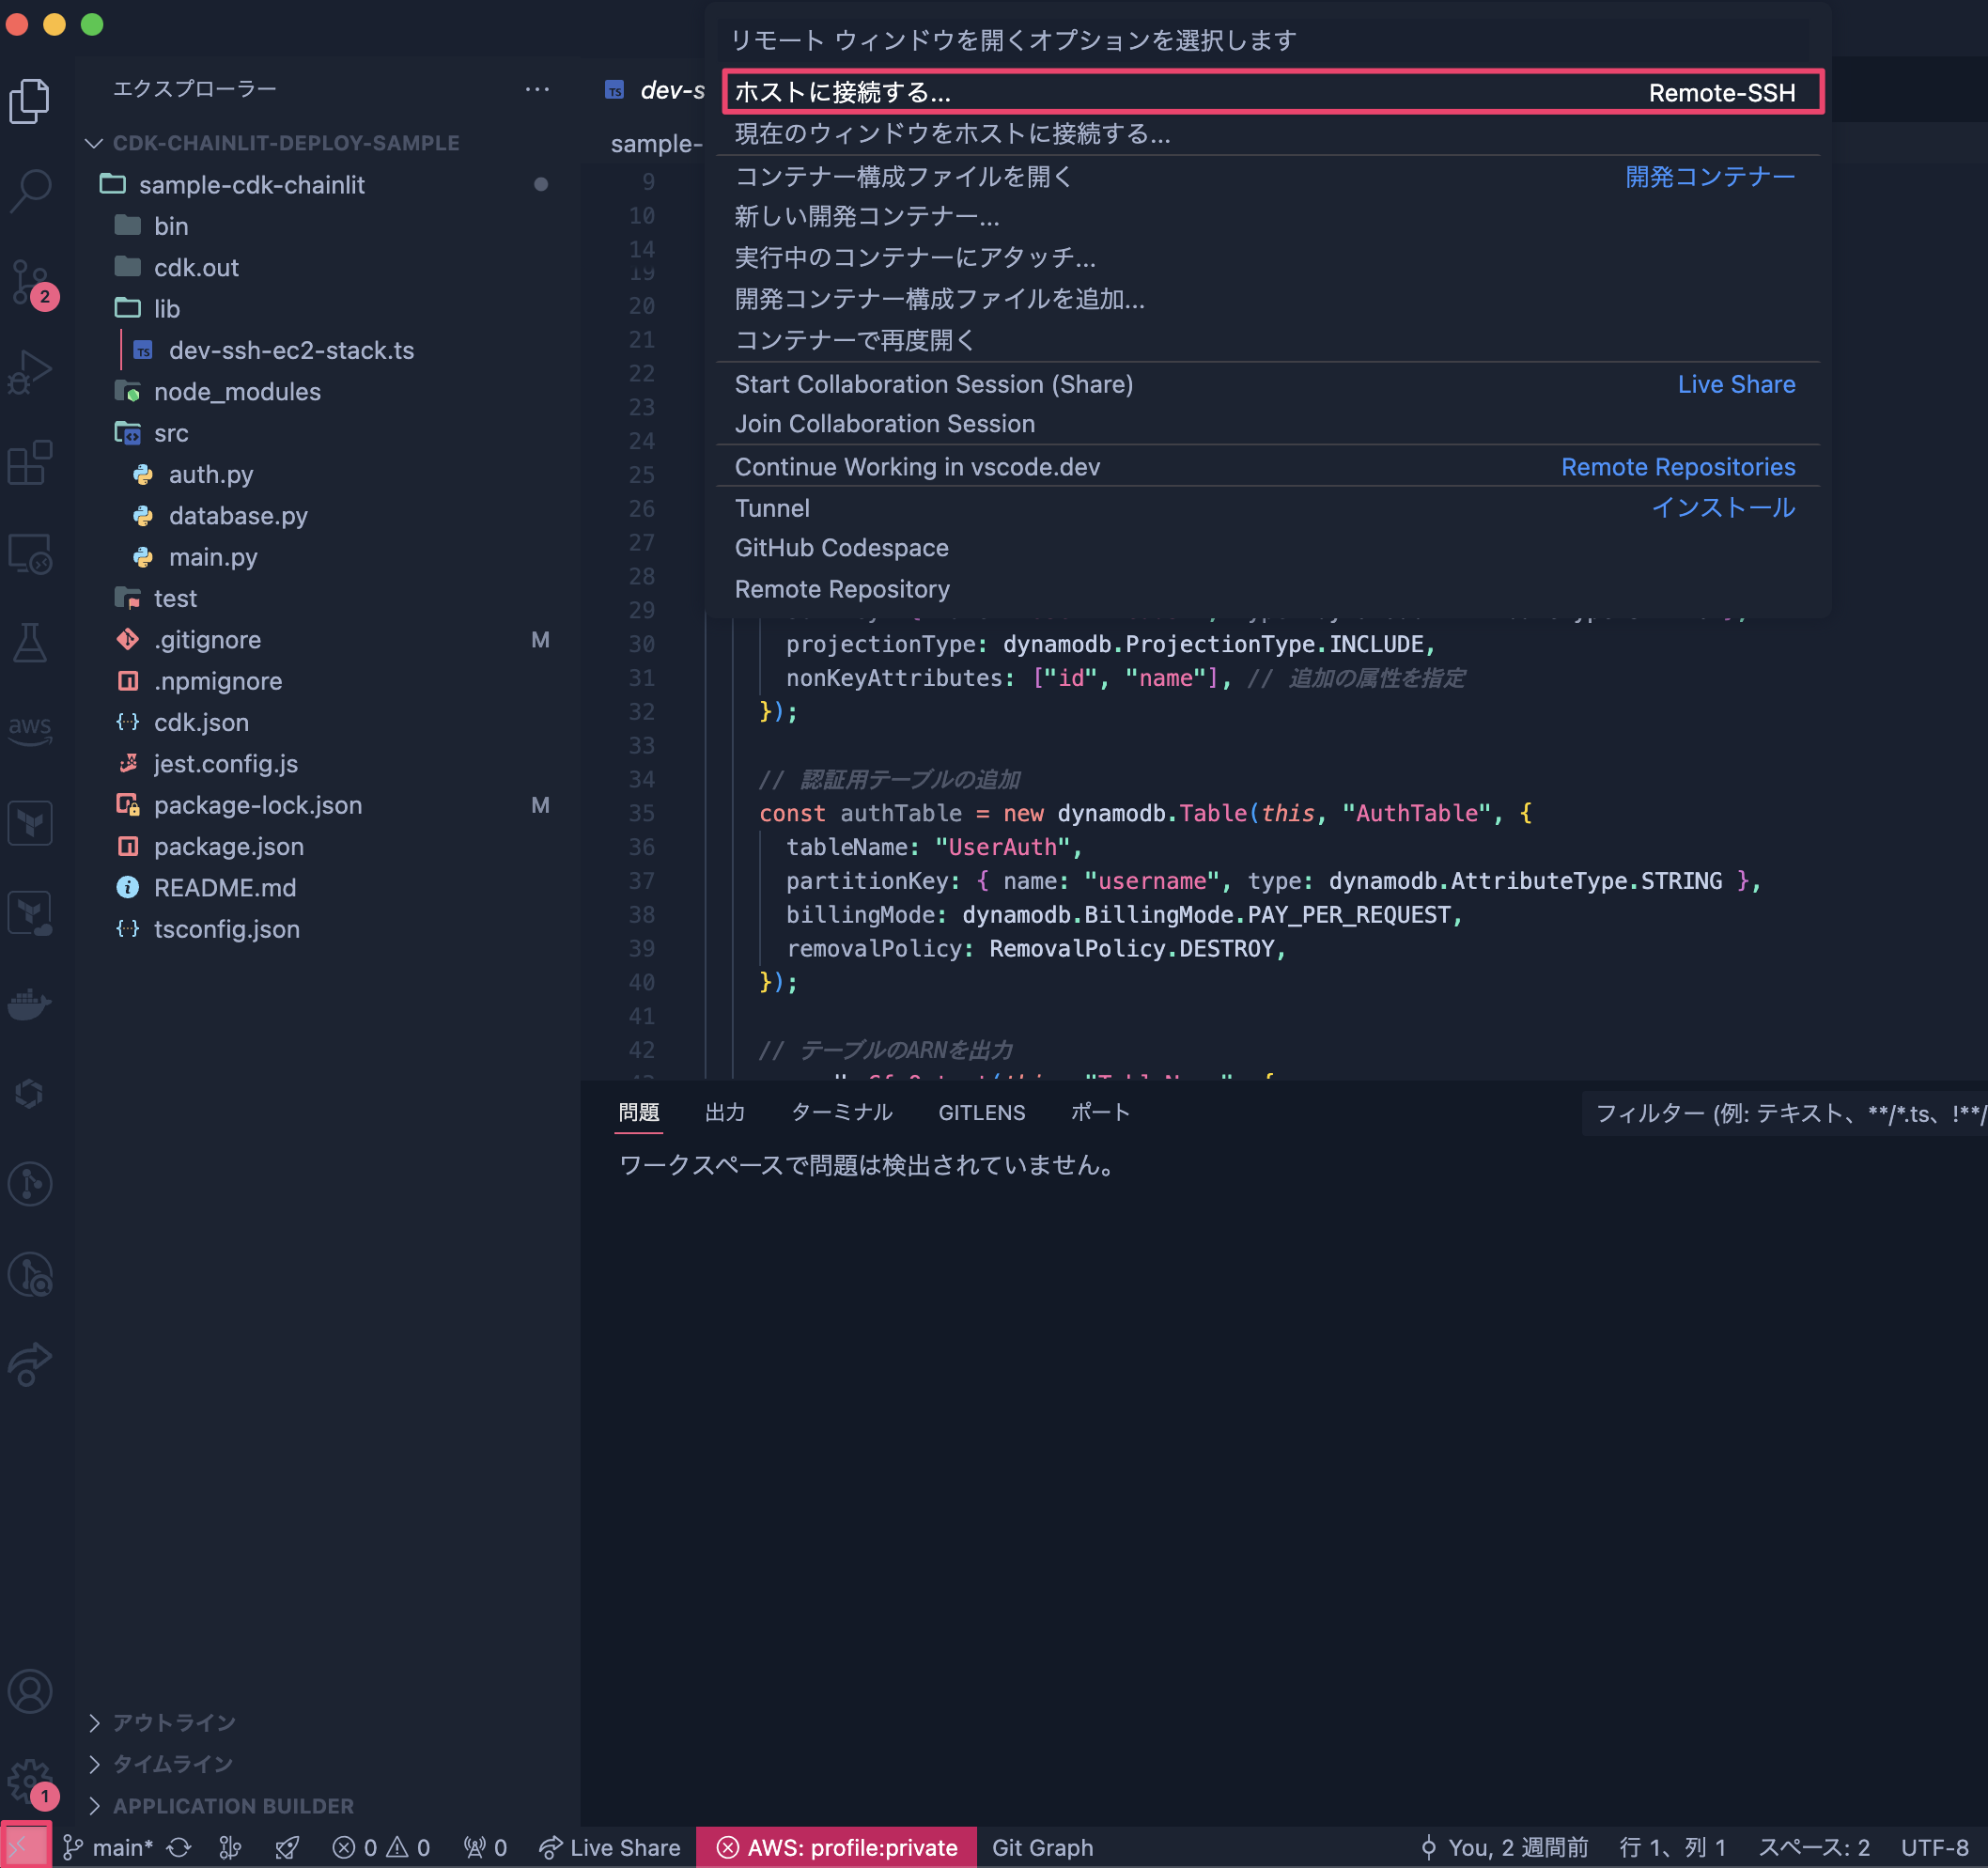 リモート ウィンドウを開くオプションを選択します
ホストに接続する... Remote-SSH
現在のウィンドウをホストに接続する...
コンテナー構成ファイルを開く 開発コンテナー
新しい開発コンテナー...
実行中のコンテナーにアタッチ...
開発コンテナー構成ファイルを追加...
コンテナーで再度開く
Start Collaboration Session (Share) Live Share
Join Collaboration Session
Continue Working in vscode.dev Remote Repositories
Tunnel インストール
GitHub Codespace
Remote Repository
エクスプローラー
CDK-CHAINLIT-DEPLOY-SAMPLE
sample-cdk-chainlit
bin
cdk.out
lib
dev-ssh-ec2-stack.ts
node_modules
src
auth.py
database.py
main.py
test
.gitignore M
.npmignore
cdk.json
jest.config.js
package-lock.json M
package.json
README.md
tsconfig.json
アウトライン
タイムライン
APPLICATION BUILDER
2
aws
1
TS dev-s
sample-
9
10
14
19
20
21
22
23
24
25
26
27
28
29
30 projectionType: dynamodb.ProjectionType.INCLUDE,
31 nonKeyAttributes: ["id", "name"], // 追加の属性を指定
32 });
33
34 // 認証用テーブルの追加
35 const authTable = new dynamodb.Table(this, "AuthTable", {
36 tableName: "UserAuth",
37 partitionKey: { name: "username", type: dynamodb.AttributeType.STRING },
38 billingMode: dynamodb.BillingMode.PAY_PER_REQUEST,
39 removalPolicy: RemovalPolicy.DESTROY,
40 });
41
42 // テーブルのARNを出力
問題 出力 ターミナル GITLENS ポート フィルター (例: テキスト、**/*.ts、!**/
ワークスペースで問題は検出されていません。
main* 0 0 0 Live Share AWS: profile:private Git Graph You, 2 週間前 行 1、列 1 スペース: 2 UTF-8